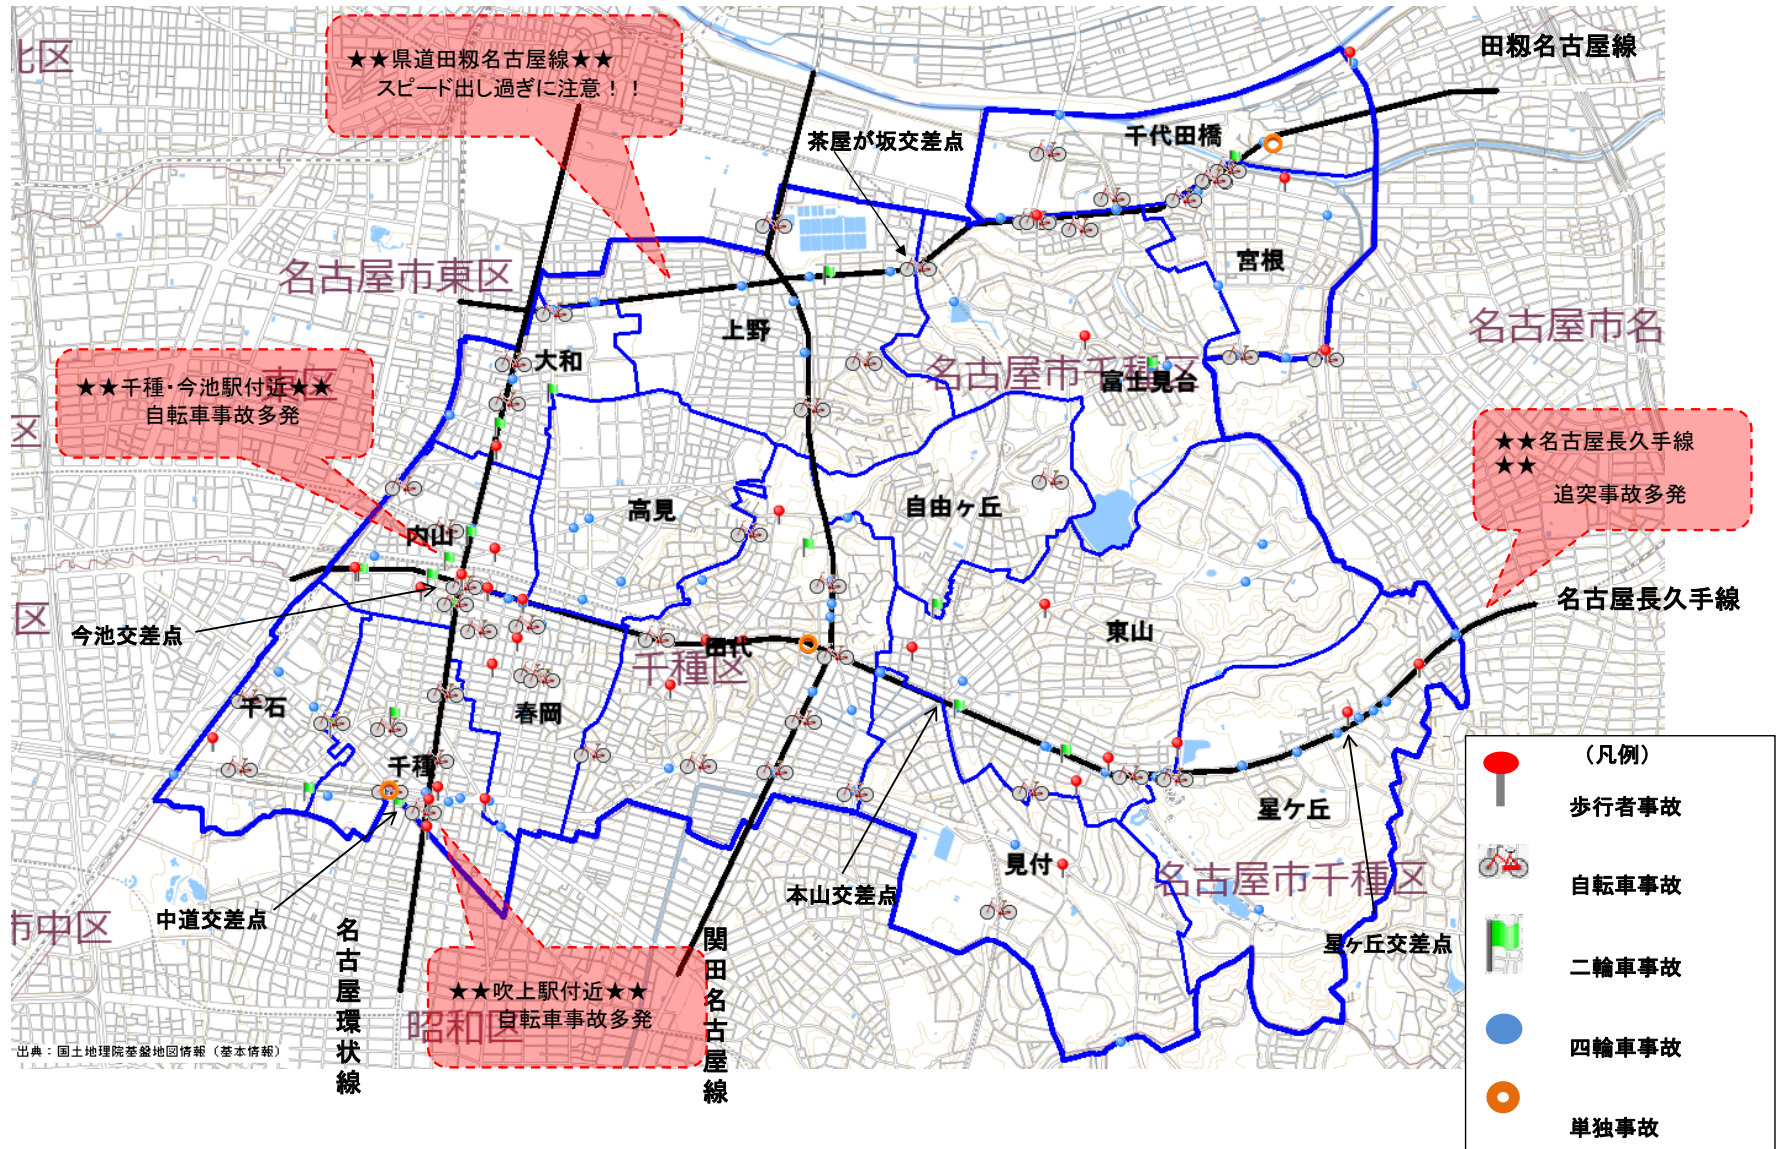 田籾名古屋線
北区
★★県道田籾名古屋線★★
スピード出し過ぎに注意！！
茶屋が坂交差点
千代田橋
名古屋市東区
宮根
上野
名古屋市名
大和
名古屋市千種区
富士見台
東区
★★千種・今池駅付近★★
自転車事故多発
区
★★名古屋長久手線
★★
追突事故多発
高見
自由ヶ丘
内山
名古屋長久手線
区
今池交差点
東山
田代
千種区
千石
春岡
千種
星ケ丘
見付
名古屋市千種区
本山交差点
中道交差点
市中区
星ヶ丘交差点
名古屋環状線
関田名古屋線
★★吹上駅付近★★
自転車事故多発
昭和区
出典：国土地理院基盤地図情報（基本情報）
（凡例）
歩行者事故
自転車事故
二輪車事故
四輪車事故
単独事故